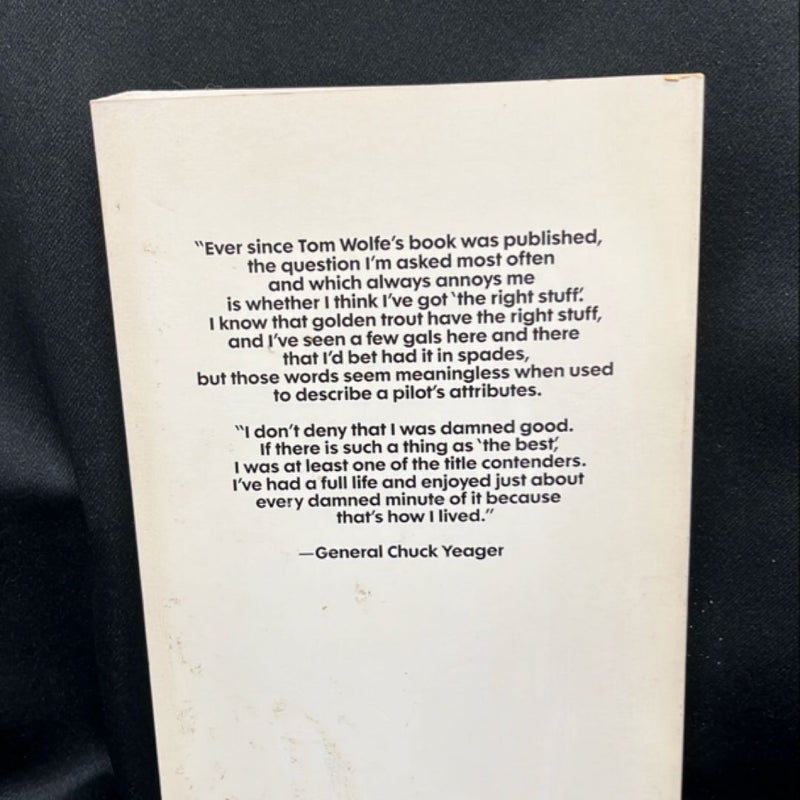 “Ever since Tom Wolfe’s book was published,
the question I’m asked most often
and which always annoys me
is whether I think I’ve got ‘the right stuff.’
I know that golden trout have the right stuff,
and I’ve seen a few gals here and there
that I’d bet had it in spades,
but those words seem meaningless when used
to describe a pilot’s attributes.
“I don’t deny that I was damned good.
If there is such a thing as ‘the best,’
I was at least one of the title contenders.
I’ve had a full life and enjoyed just about
every damned minute of it because
that’s how I lived.”
—General Chuck Yeager